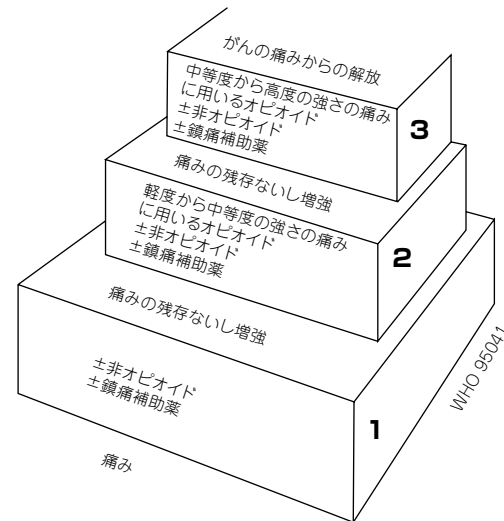 がんの痛みからの解放
中等度から高度の強さの痛み
に用いるオピオイド
±非オピオイド
±鎮痛補助薬
3
痛みの残存ないし増強
軽度から中等度の強さの痛み
に用いるオピオイド
±非オピオイド
±鎮痛補助薬
2
痛みの残存ないし増強
±非オピオイド
±鎮痛補助薬
1
痛み
WHO 95041